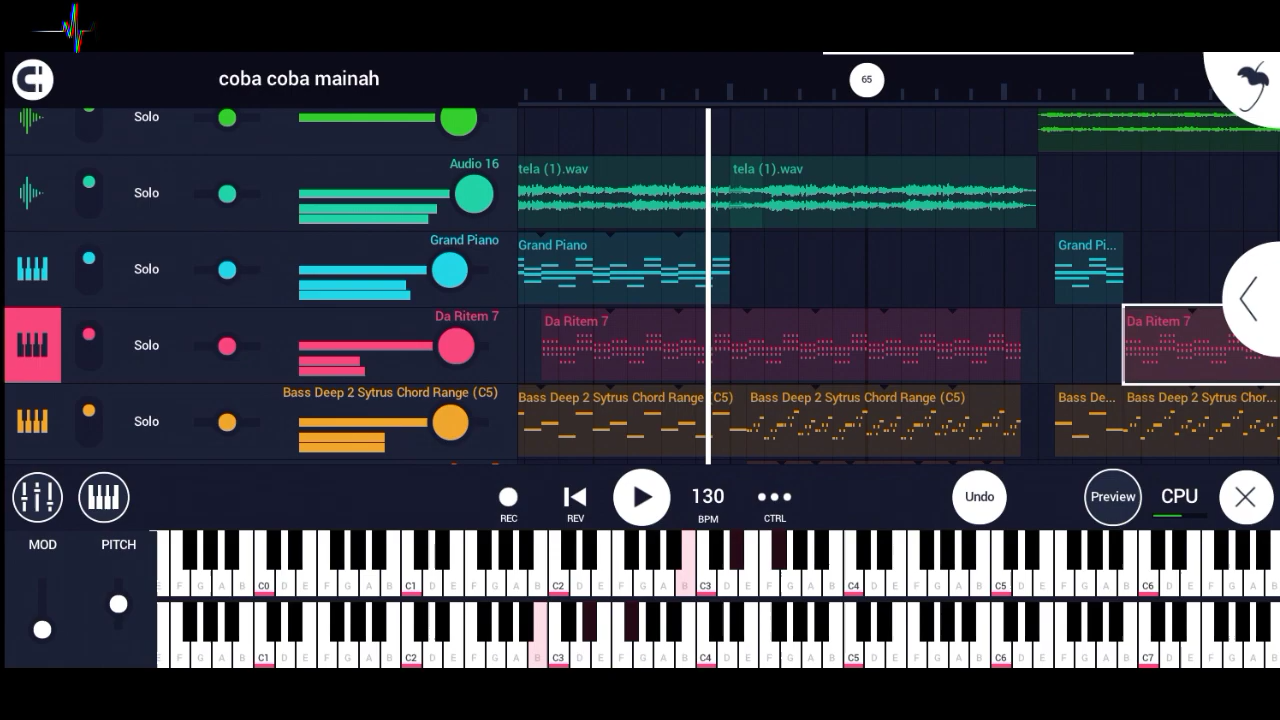 coba coba mainah
65
Solo
Audio 16
Solo
tela (1).wav
tela (1).wav
Grand Piano
Solo
Grand Piano
Grand Pi...
Da Ritem 7
Solo
Da Ritem 7
Da Ritem 7
Bass Deep 2 Sytrus Chord Range (C5)
Solo
Bass Deep 2 Sytrus Chord Range (C5)
Bass Deep 2 Sytrus Chord Range (C5)
Bass De...
Bass Deep 2 Sytrus Chor...
REC
REV
130
BPM
CTRL
Undo
Preview
CPU
MOD
PITCH
E F G A B C0 D E F G A B C1 D E F G A B C2 D E F G A B C3 D E F G A B C4 D E F G A B C5 D E F G A B C6 D E F G A B
F G A B C1 D E F G A B C2 D E F G A B C3 D E F G A B C4 D E F G A B C5 D E F G A B C6 D E F G A B C7 D E F G A B